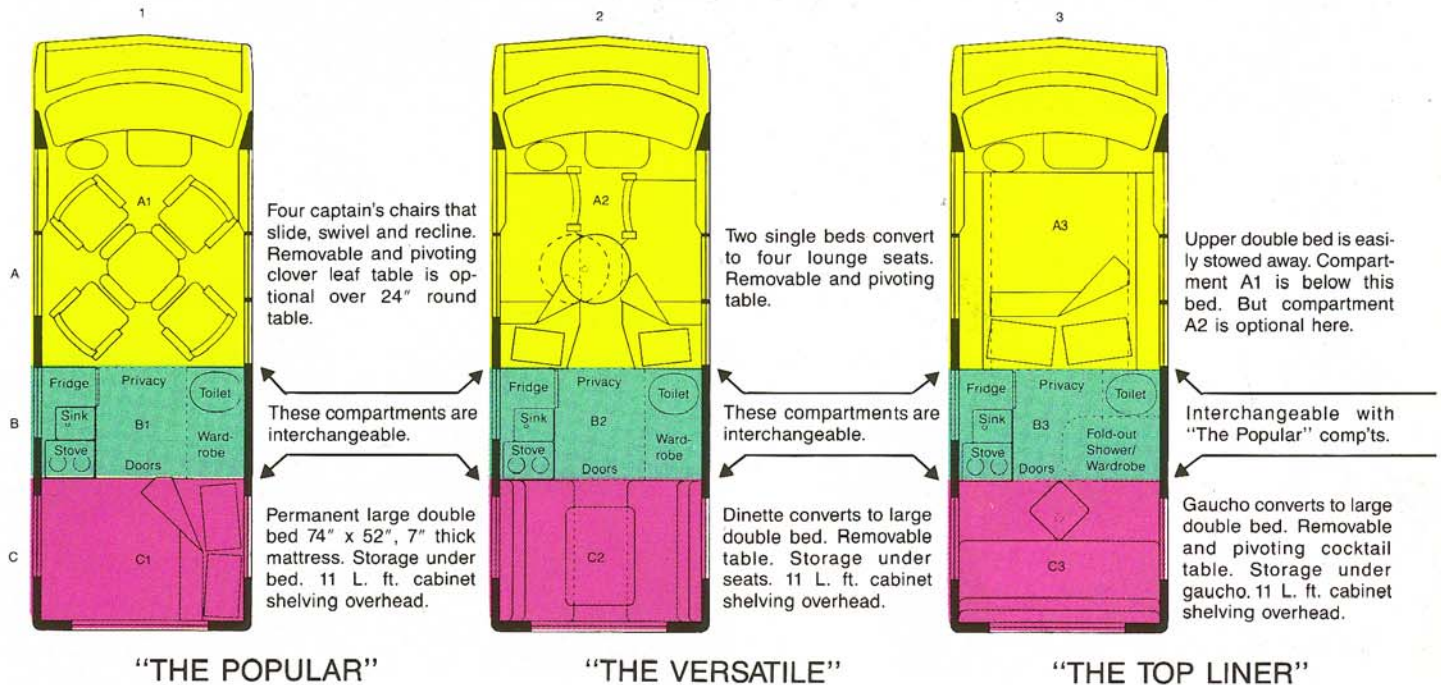 1
2
3
A
B
C
A1
Four captain's chairs that
slide, swivel and recline.
Removable and pivoting
clover leaf table is op-
tional over 24" round
table.
A2
Two single beds convert
to four lounge seats.
Removable and pivoting
table.
A3
Upper double bed is easi-
ly stowed away. Compart-
ment A1 is below this
bed. But compartment
A2 is optional here.
Fridge
Privacy
Toilet
Sink
B1
Stove
Doors
Ward-
robe
These compartments are
interchangeable.
Fridge
Privacy
Toilet
Sink
B2
Stove
Doors
Ward-
robe
These compartments are
interchangeable.
Fridge
Privacy
Toilet
Sink
B3
Stove
Doors
Fold-out
Shower/
Wardrobe
Interchangeable with
"The Popular" comp'ts.
C1
Permanent large double
bed 74" x 52", 7" thick
mattress. Storage under
bed. 11 L. ft. cabinet
shelving overhead.
C2
Dinette converts to large
double bed. Removable
table. Storage under
seats. 11 L. ft. cabinet
shelving overhead.
C3
Gaucho converts to large
double bed. Removable
and pivoting cocktail
table. Storage under
gaucho. 11 L. ft. cabinet
shelving overhead.
"THE POPULAR"
"THE VERSATILE"
"THE TOP LINER"